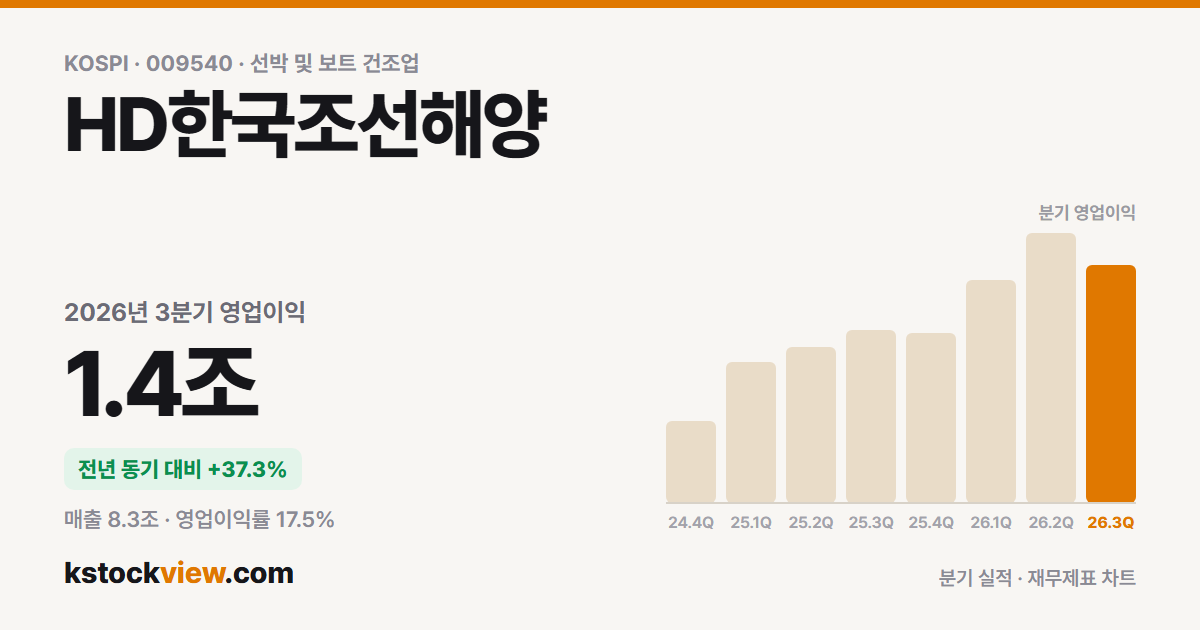 KOSPI · 009540 · 선박 및 보트 건조업
HD한국조선해양
분기 영업이익
2026년 3분기 영업이익
1.4조
전년 동기 대비 +37.3%
매출 8.3조 · 영업이익률 17.5%
24.4Q 25.1Q 25.2Q 25.3Q 25.4Q 26.1Q 26.2Q 26.3Q
kstockview.com
분기 실적 · 재무제표 차트